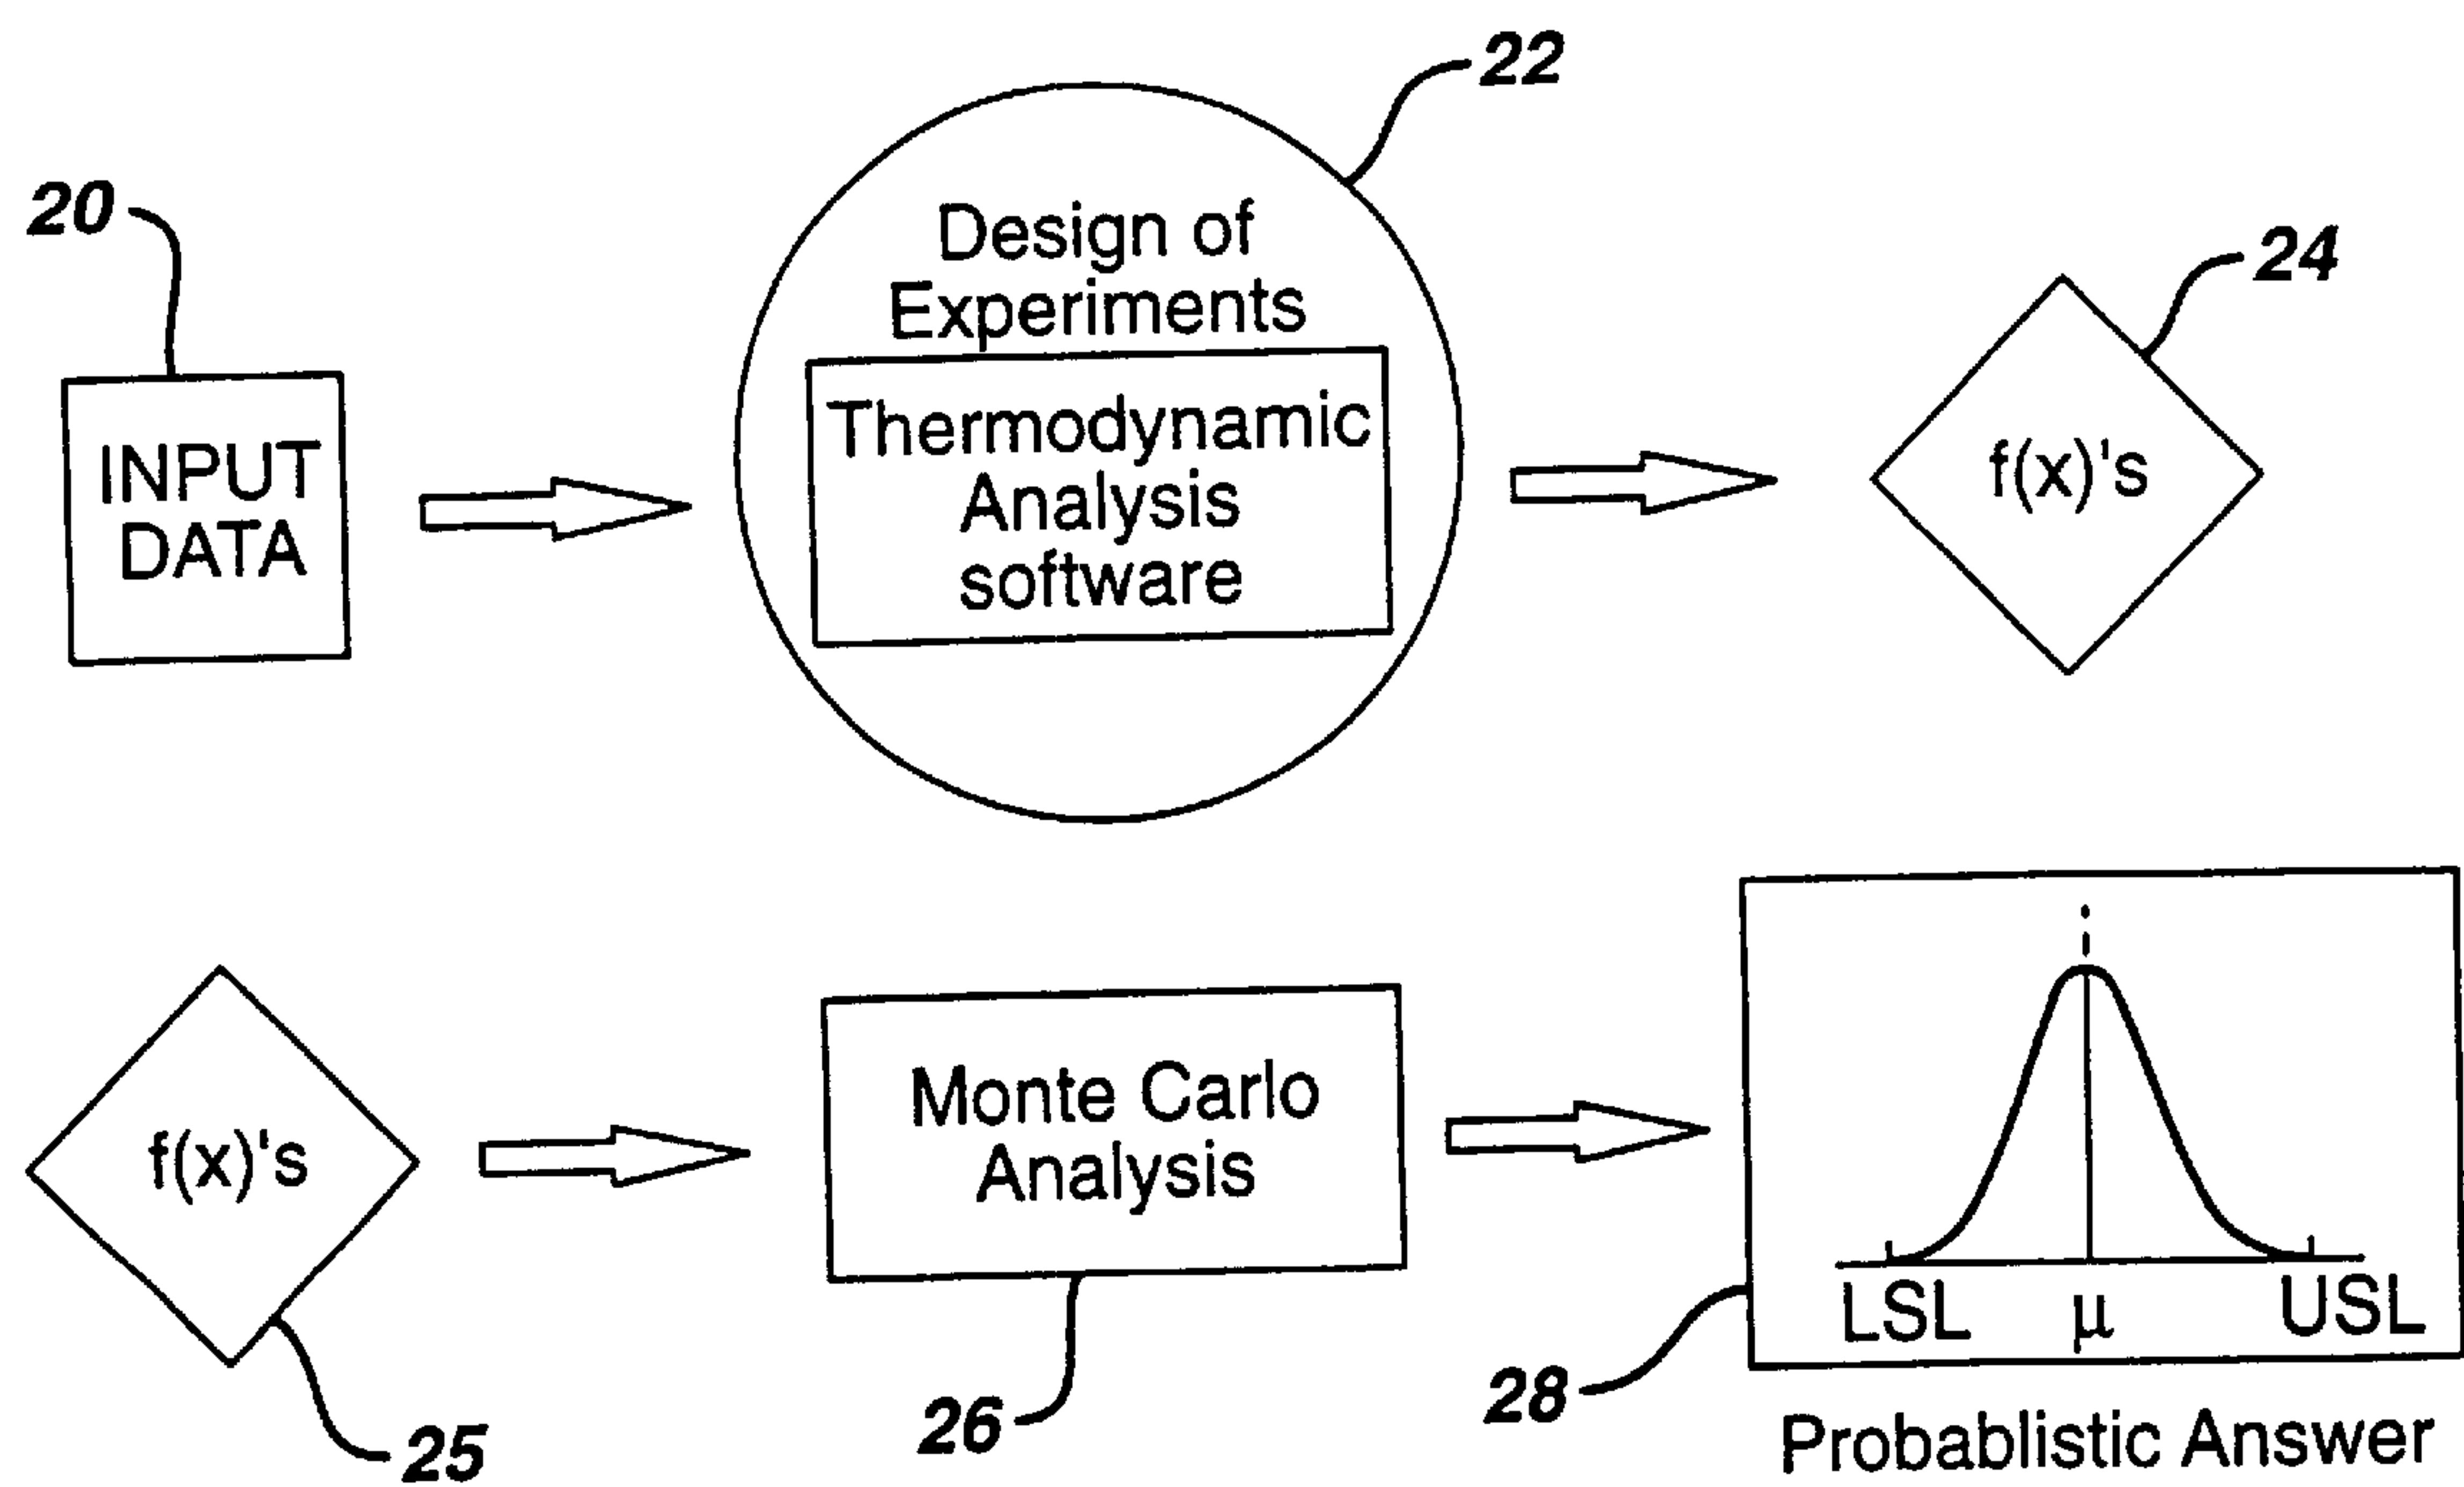 22
20
Design of
Experiments
24
Thermodynamic
Analysis
software
INPUT
DATA
f(x)'s
f(x)'s
Monte Carlo
Analysis
LSL µ USL
28
26
25
Probablistic Answer